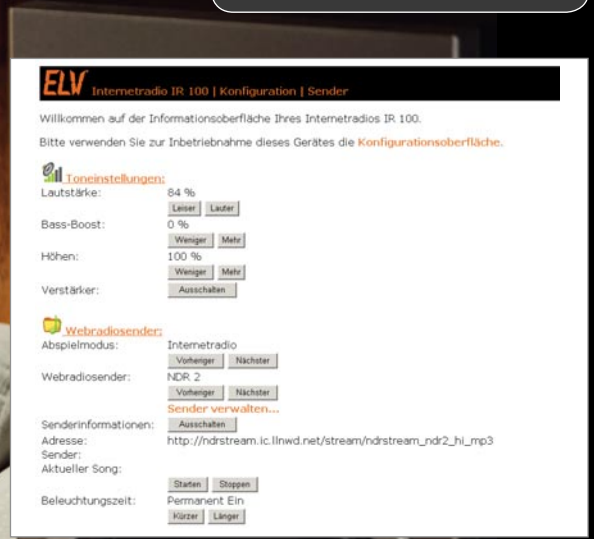 ELV Internetradio IR 100 | Konfiguration | Sender
Willkommen auf der Informationsoberfläche Ihres Internetradios IR 100.
Bitte verwenden Sie zur Inbetriebnahme dieses Gerätes die Konfigurationsoberfläche.
Toneinstellungen:
Lautstärke: 84 %
Leiser Lauter
Bass-Boost: 0 %
Weniger Mehr
Höhen: 100 %
Weniger Mehr
Verstärker: Ausschalten
Webradiosender:
Abspielmodus: Internetradio
Vorheriger Nächster
Webradiosender: NDR 2
Vorheriger Nächster
Sender verwalten...
Senderinformationen: Ausschalten
Adresse: http://ndrstream.ic.llnwd.net/stream/ndrstream_ndr2_hi_mp3
Sender:
Aktueller Song:
Starten Stoppen
Beleuchtungszeit: Permanent Ein
Kürzer Länger